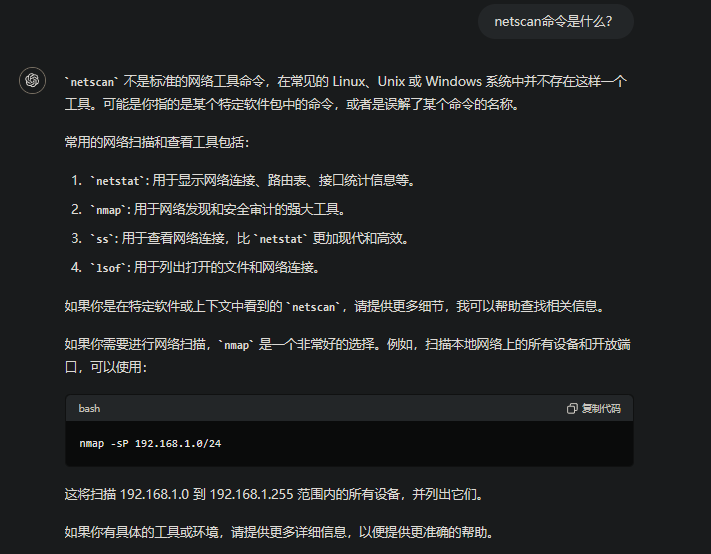 netscan命令是什么？
`netscan` 不是标准的网络工具命令，在常见的 Linux、Unix 或 Windows 系统中并不存在这样一个
工具。可能是你指的是某个特定软件包中的命令，或者是误解了某个命令的名称。
常用的网络扫描和查看工具包括：
1. `netstat`: 用于显示网络连接、路由表、接口统计信息等。
2. `nmap`: 用于网络发现和安全审计的强大工具。
3. `ss`: 用于查看网络连接，比 `netstat` 更加现代和高效。
4. `lsof`: 用于列出打开的文件和网络连接。
如果你是在特定软件或上下文中看到的 `netscan`，请提供更多细节，我可以帮助查找相关信息。
如果你需要进行网络扫描，`nmap` 是一个非常好的选择。例如，扫描本地网络上的所有设备和开放端
口，可以使用：
bash 复制代码
nmap -sP 192.168.1.0/24
这将扫描 192.168.1.0 到 192.168.1.255 范围内的所有设备，并列出它们。
如果你有具体的工具或环境，请提供更多详细信息，以便提供更准确的帮助。